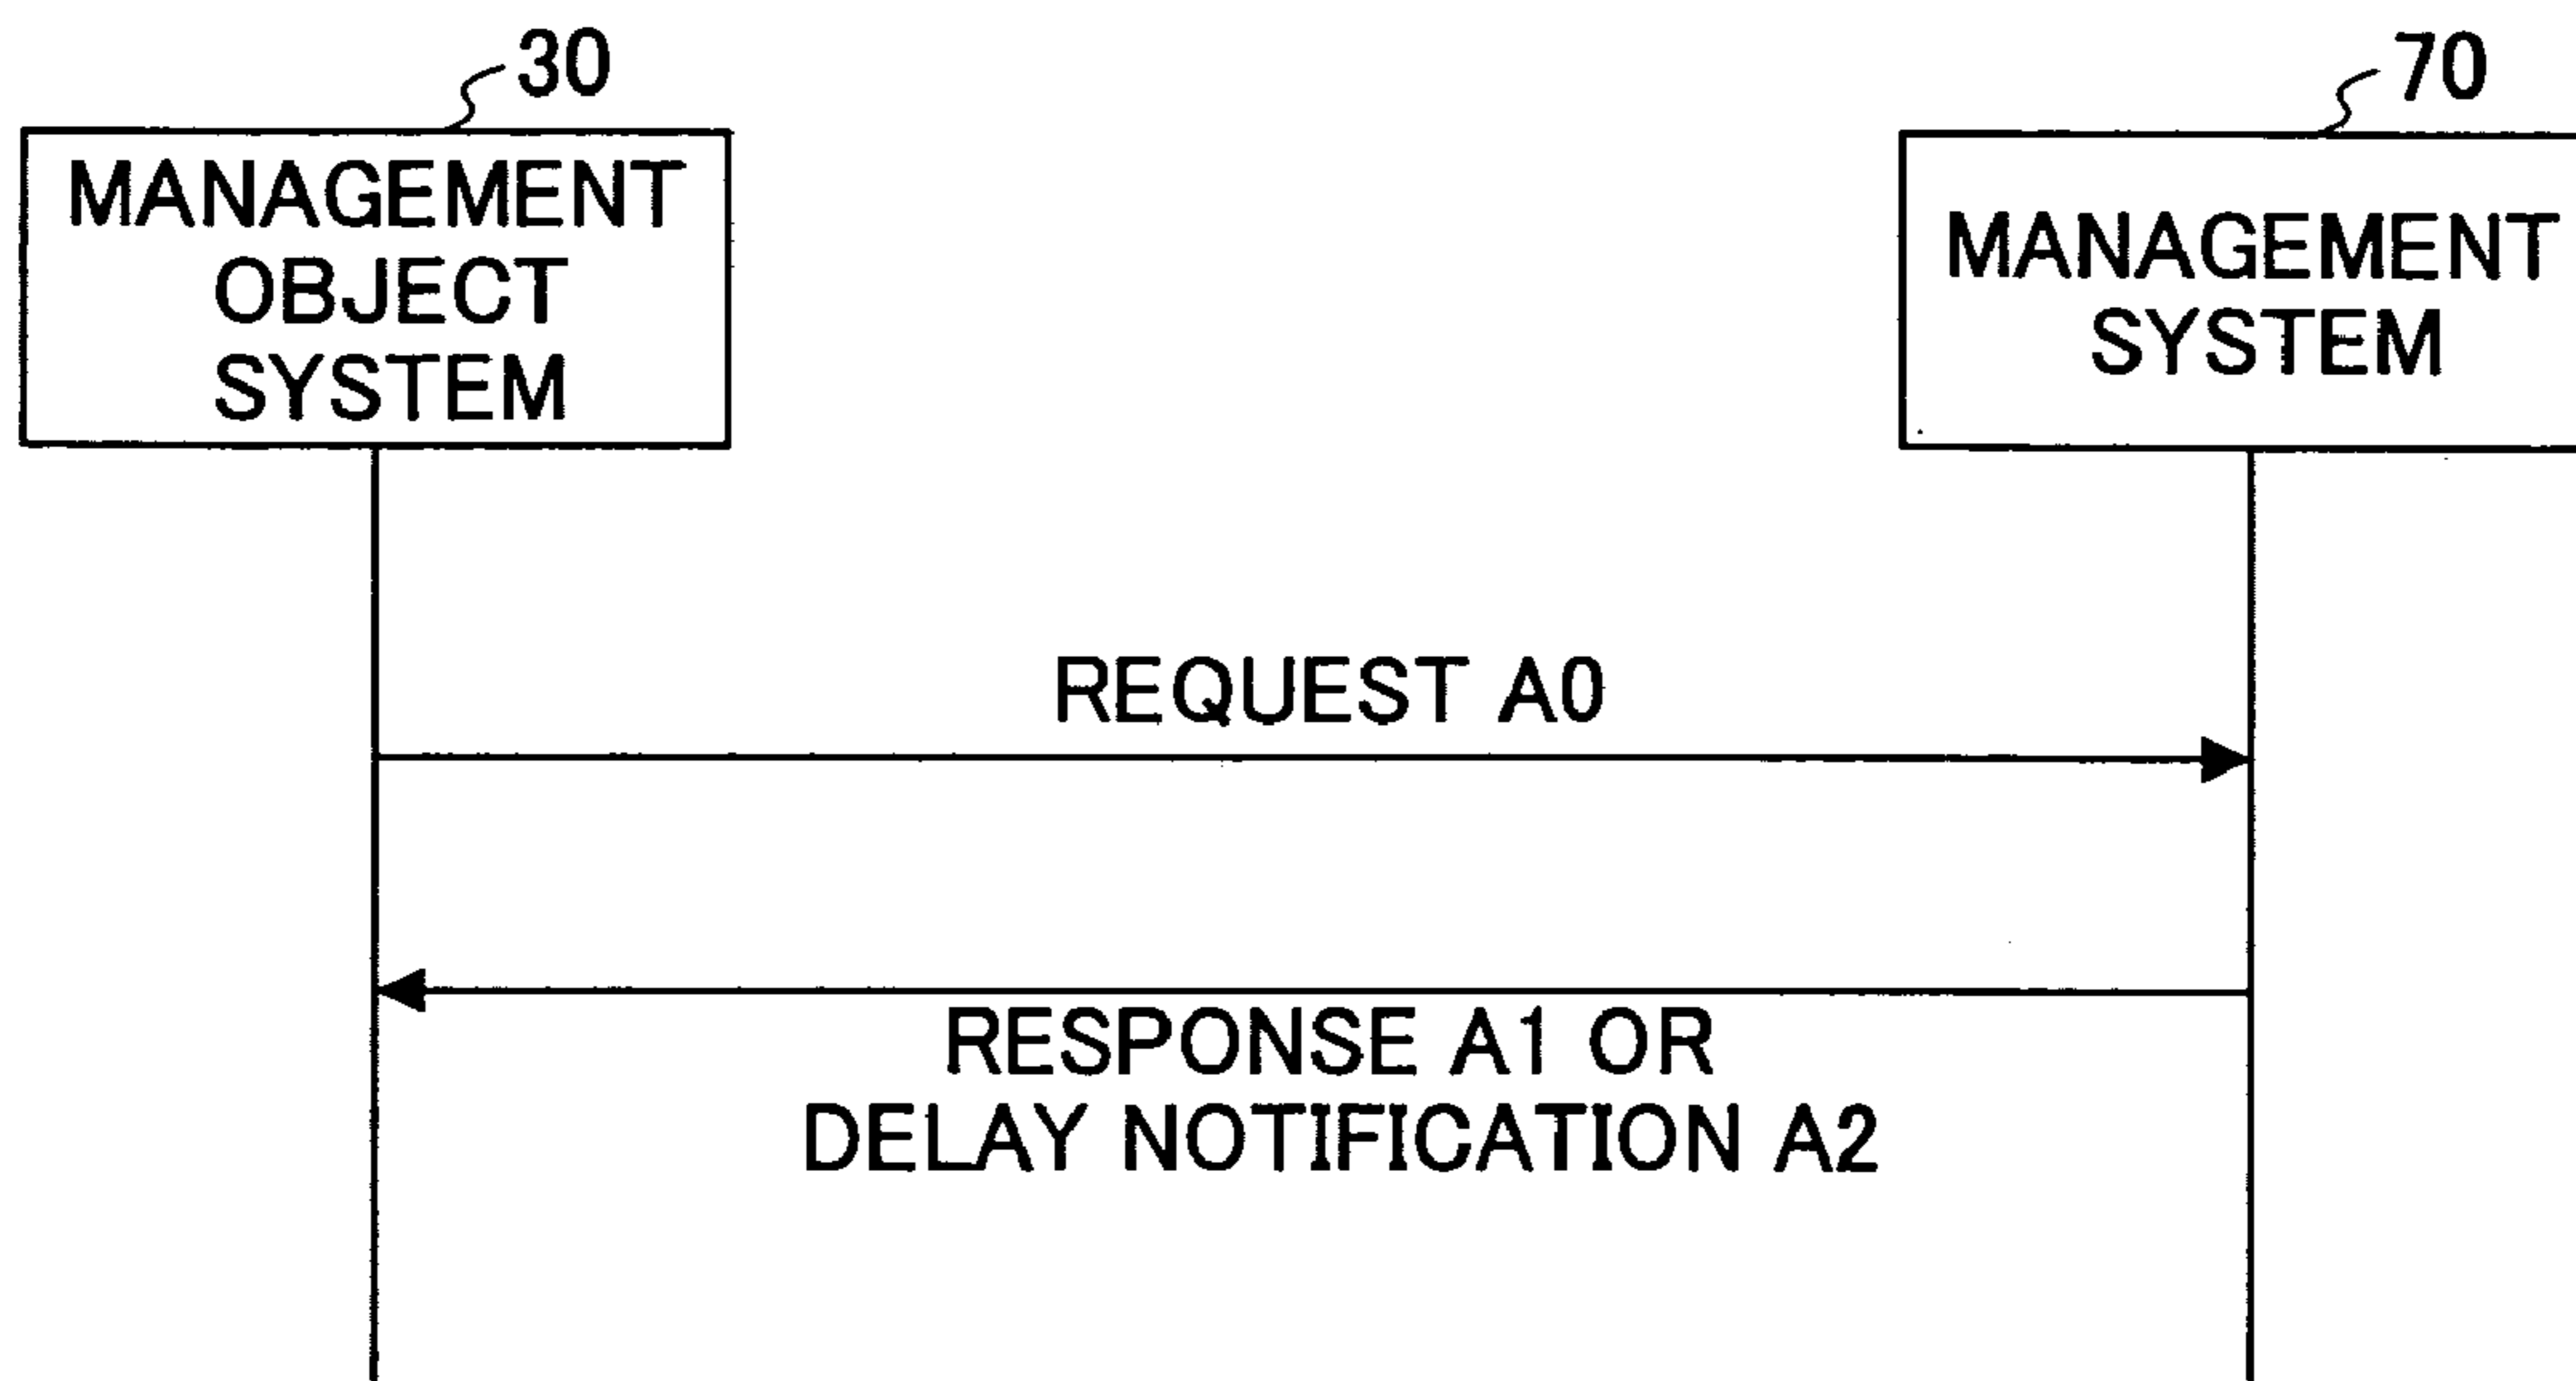 30
70
MANAGEMENT
OBJECT
SYSTEM
MANAGEMENT
SYSTEM
REQUEST A0
RESPONSE A1 OR
DELAY NOTIFICATION A2